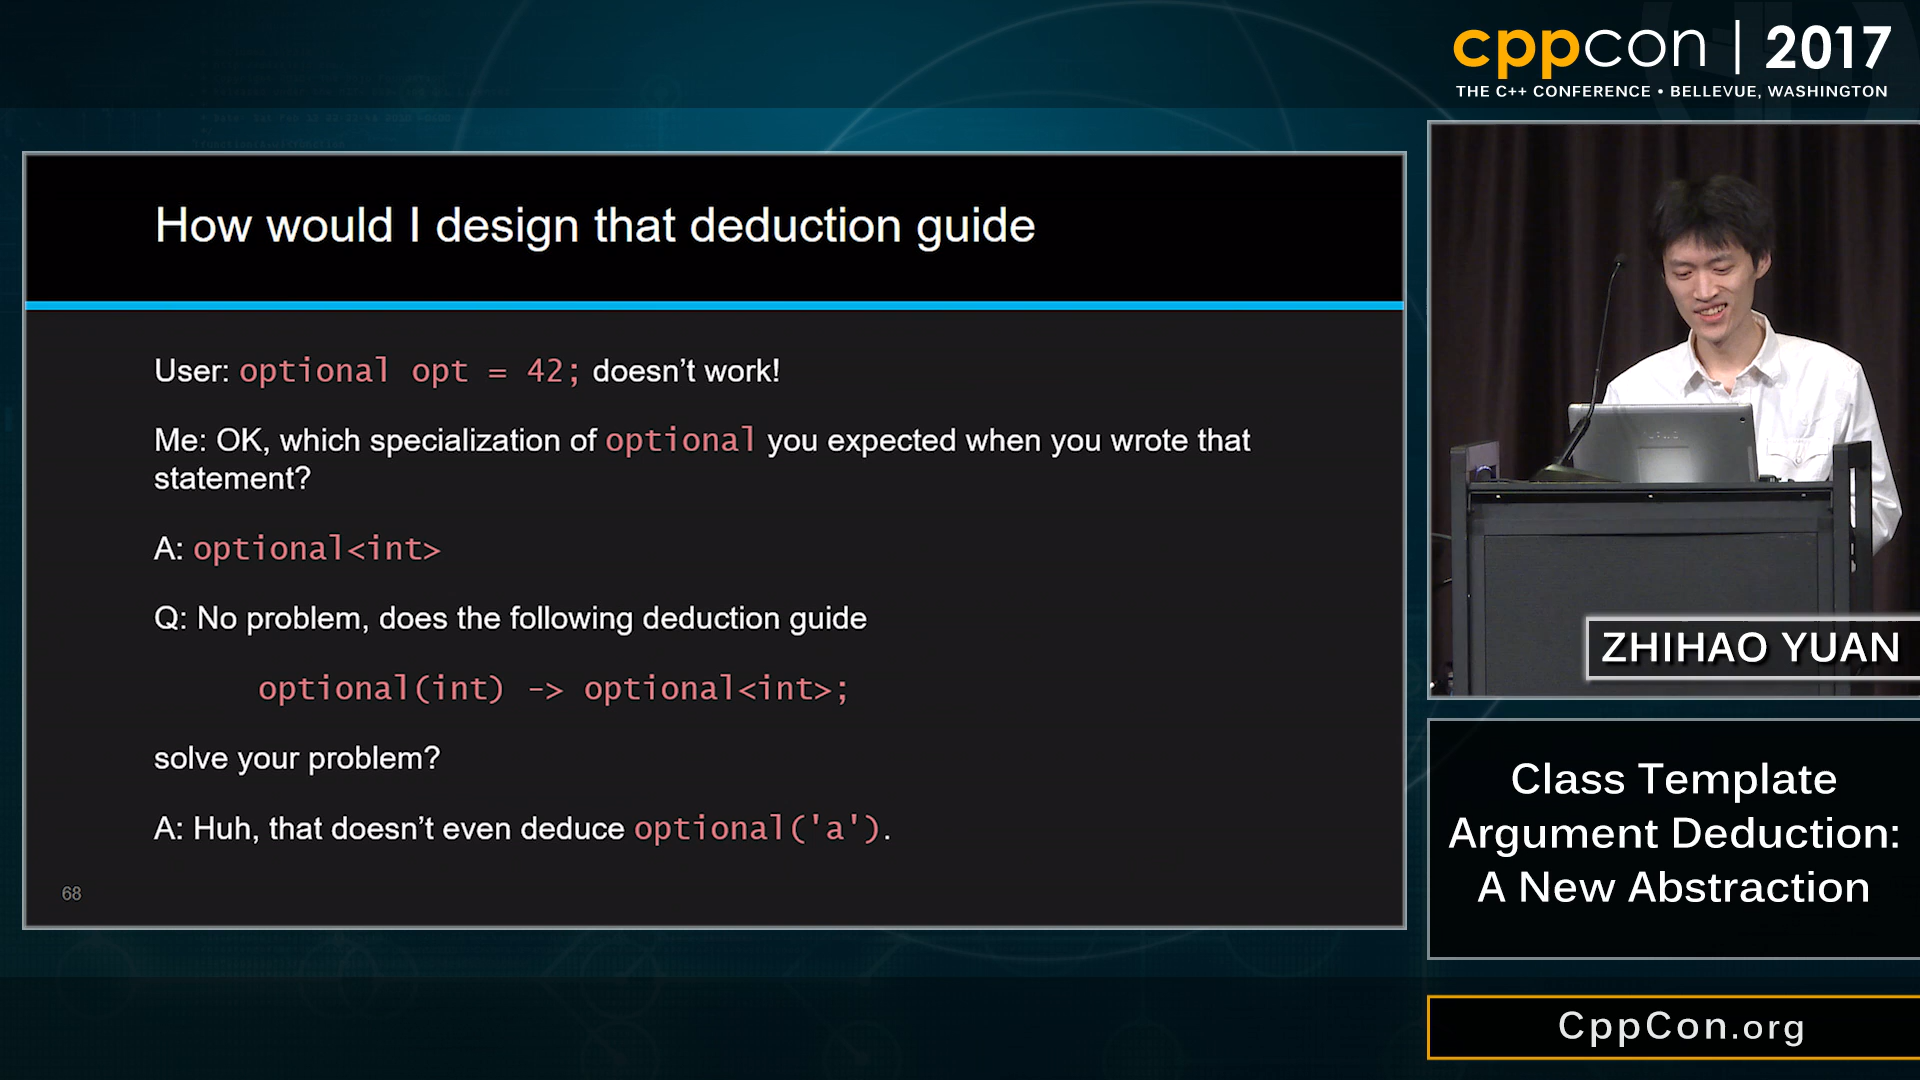 cppcon | 2017
THE C++ CONFERENCE • BELLEVUE, WASHINGTON
How would I design that deduction guide
User: optional opt = 42; doesn’t work!
Me: OK, which specialization of optional you expected when you wrote that
statement?
A: optional<int>
Q: No problem, does the following deduction guide
optional(int) -> optional<int>;
solve your problem?
A: Huh, that doesn’t even deduce optional('a').
68
ZHIHAO YUAN
Class Template
Argument Deduction:
A New Abstraction
CppCon.org